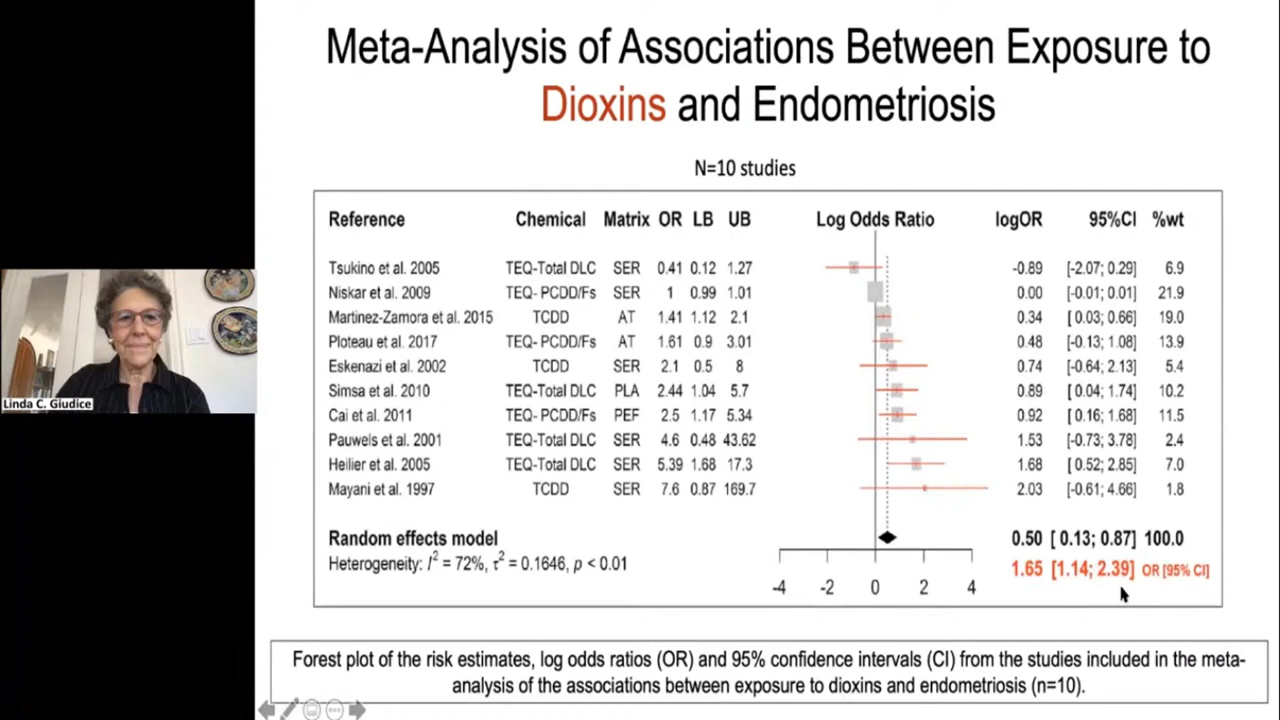 Meta-Analysis of Associations Between Exposure to
Dioxins and Endometriosis
N=10 studies
Reference Chemical Matrix OR LB UB Log Odds Ratio logOR 95%CI %wt
Tsukino et al. 2005 TEQ-Total DLC SER 0.41 0.12 1.27 -0.89 [-2.07; 0.29] 6.9
Niskar et al. 2009 TEQ- PCDD/Fs SER 1 0.99 1.01 0.00 [-0.01; 0.01] 21.9
Martinez-Zamora et al. 2015 TCDD AT 1.41 1.12 2.1 0.34 [ 0.03; 0.66] 19.0
Ploteau et al. 2017 TEQ- PCDD/Fs AT 1.61 0.9 3.01 0.48 [-0.13; 1.08] 13.9
Eskenazi et al. 2002 TCDD SER 2.1 0.5 8 0.74 [-0.64; 2.13] 5.4
Simsa et al. 2010 TEQ-Total DLC PLA 2.44 1.04 5.7 0.89 [ 0.04; 1.74] 10.2
Cai et al. 2011 TEQ- PCDD/Fs PEF 2.5 1.17 5.34 0.92 [ 0.16; 1.68] 11.5
Pauwels et al. 2001 TEQ-Total DLC SER 4.6 0.48 43.62 1.53 [-0.73; 3.78] 2.4
Heilier et al. 2005 TEQ-Total DLC SER 5.39 1.68 17.3 1.68 [ 0.52; 2.85] 7.0
Mayani et al. 1997 TCDD SER 7.6 0.87 169.7 2.03 [-0.61; 4.66] 1.8
Random effects model 0.50 [ 0.13; 0.87] 100.0
Heterogeneity: I² = 72%, τ² = 0.1646, p < 0.01 1.65 [1.14; 2.39] OR [95% CI]
-4 -2 0 2 4
Linda C. Giudice
Forest plot of the risk estimates, log odds ratios (OR) and 95% confidence intervals (CI) from the studies included in the meta-
analysis of the associations between exposure to dioxins and endometriosis (n=10).